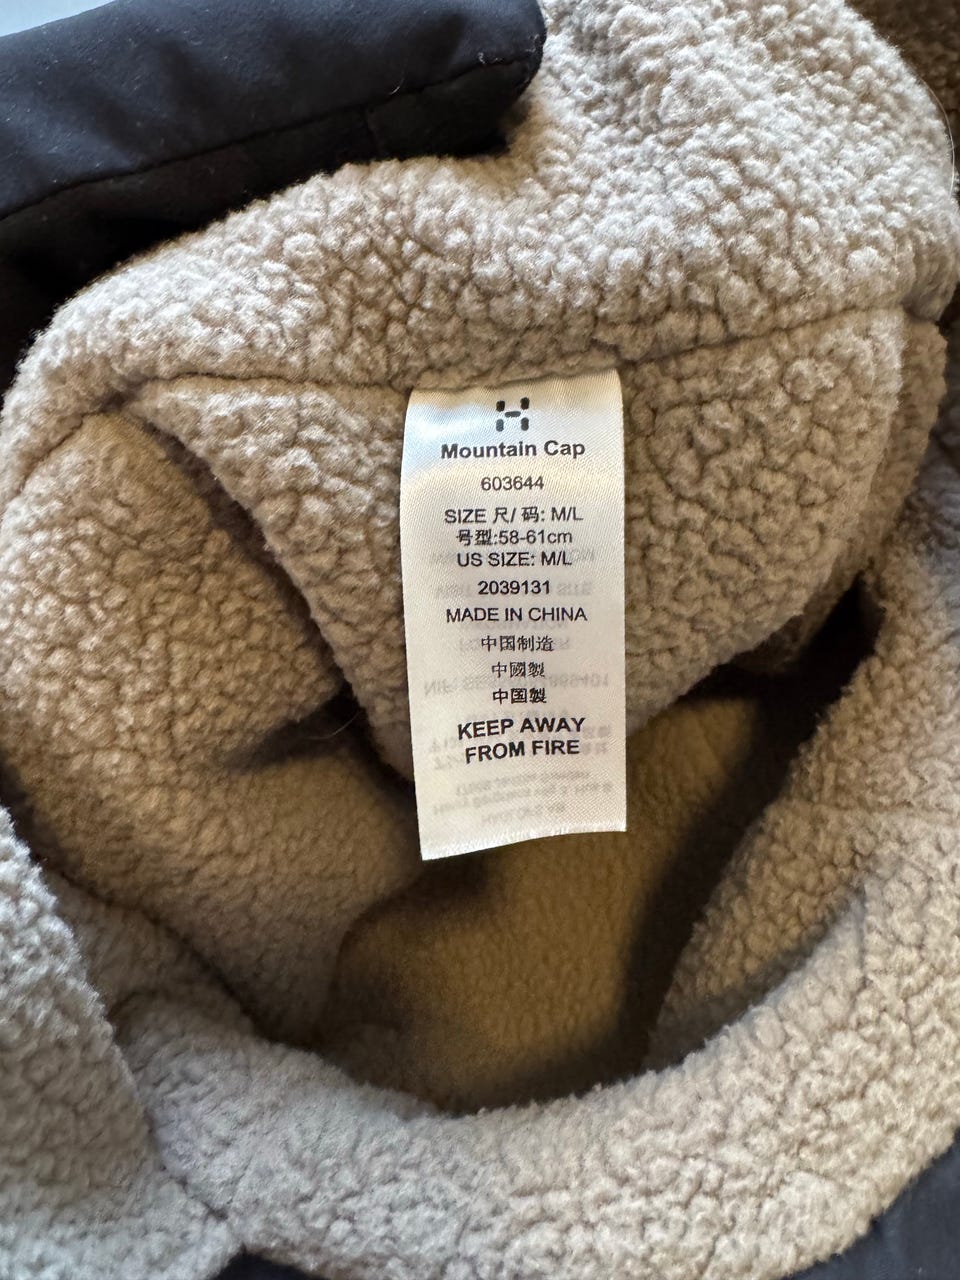 Mountain Cap
603644
SIZE 尺/ 码: M/L
号型:58-61cm
US SIZE: M/L
2039131
MADE IN CHINA
中国制造
中國製
中国製
KEEP AWAY
FROM FIRE